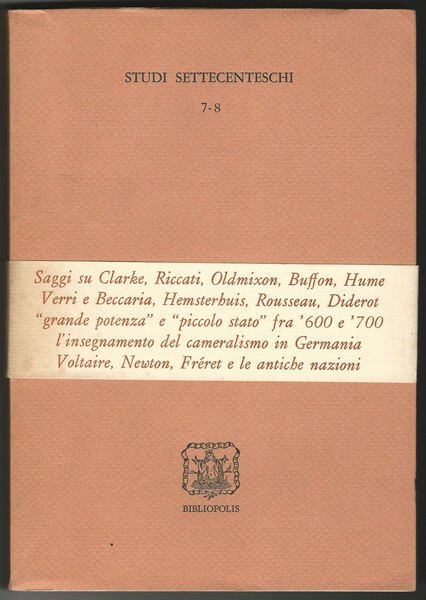 STUDI SETTECENTESCHI
7-8
Saggi su Clarke, Riccati, Oldmixon, Buffon, Hume
Verri e Beccaria, Hemsterhuis, Rousseau, Diderot
"grande potenza" e "piccolo stato" fra '600 e '700
l'insegnamento del cameralismo in Germania
Voltaire, Newton, Fréret e le antiche nazioni
BIBLIOPOLIS